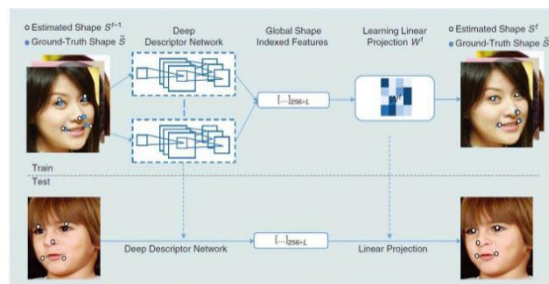 Estimated Shape S^{t−1}
Ground-Truth Shape S̃
Deep
Descriptor Network
Global Shape
Indexed Features
Learning Linear
Projection W^t
Estimated Shape S^t
Ground-Truth Shape S̃
[...]256×L
Train
Test
Deep Descriptor Network
[...]256×L
Linear Projection